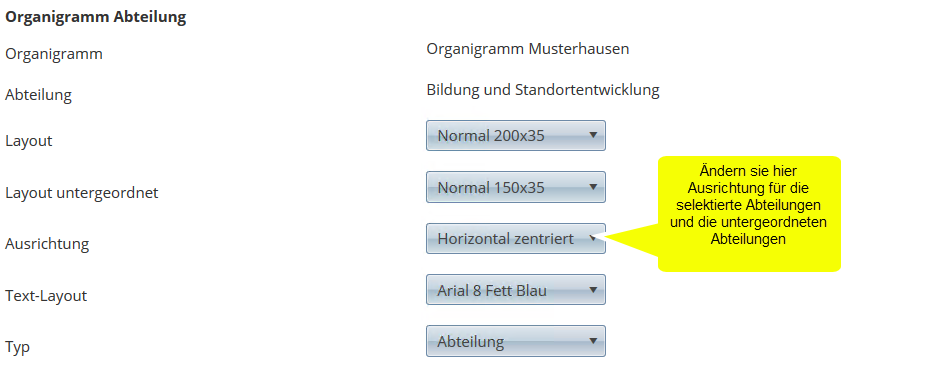 Organigramm Abteilung
Organigramm Organigramm Musterhausen
Abteilung Bildung und Standortentwicklung
Layout Normal 200x35
Layout untergeordnet Normal 150x35
Ausrichtung Horizontal zentriert
Text-Layout Arial 8 Fett Blau
Typ Abteilung
Ändern sie hier
Ausrichtung für die
selektierte Abteilungen
und die untergeordneten
Abteilungen